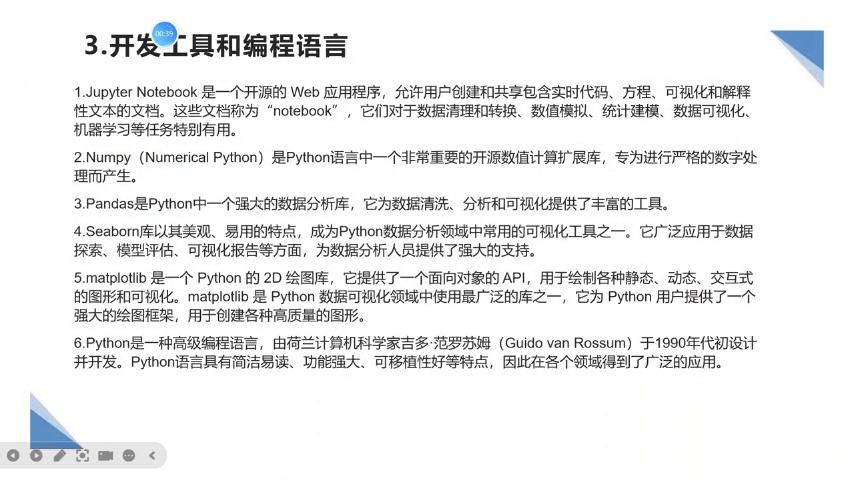 3.开发工具和编程语言
00:39
1.Jupyter Notebook 是一个开源的 Web 应用程序，允许用户创建和共享包含实时代码、方程、可视化和解释
性文本的文档。这些文档称为“notebook”，它们对于数据清理和转换、数值模拟、统计建模、数据可视化、
机器学习等任务特别有用。
2.Numpy（Numerical Python）是Python语言中一个非常重要的开源数值计算扩展库，专为进行严格的数字处
理而产生。
3.Pandas是Python中一个强大的数据分析库，它为数据清洗、分析和可视化提供了丰富的工具。
4.Seaborn库以其美观、易用的特点，成为Python数据分析领域中常用的可视化工具之一。它广泛应用于数据
探索、模型评估、可视化报告等方面，为数据分析人员提供了强大的支持。
5.matplotlib 是一个 Python 的 2D 绘图库，它提供了一个面向对象的 API，用于绘制各种静态、动态、交互式
的图形和可视化。matplotlib 是 Python 数据可视化领域中使用最广泛的库之一，它为 Python 用户提供了一个
强大的绘图框架，用于创建各种高质量的图形。
6.Python是一种高级编程语言，由荷兰计算机科学家吉多·范罗苏姆（Guido van Rossum）于1990年代初设计
并开发。Python语言具有简洁易读、功能强大、可移植性好等特点，因此在各个领域得到了广泛的应用。